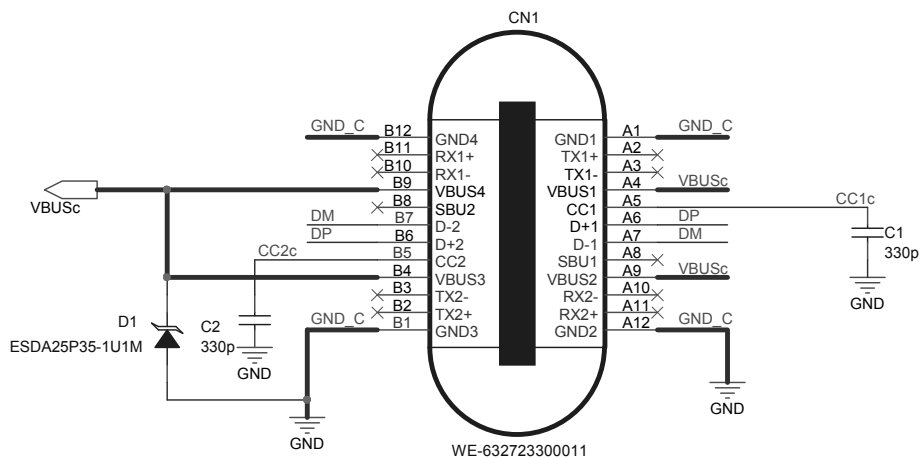 CN1
GND_C B12 GND4 GND1 A1 GND_C
B11 RX1+ TX1+ A2
B10 RX1- TX1- A3
B9 VBUS4 VBUS1 A4 VBUSc
VBUSc B8 SBU2 CC1 A5 CC1c
DM B7 D-2 D+1 A6 DP
DP B6 D+2 D-1 A7 DM
CC2c B5 CC2 SBU1 A8
B4 VBUS3 VBUS2 A9 VBUSc
B3 TX2- RX2- A10
B2 TX2+ RX2+ A11
GND_C B1 GND3 GND2 A12 GND_C
C1
330p
GND
D1
ESDA25P35-1U1M
C2
330p
GND
GND
GND
WE-632723300011